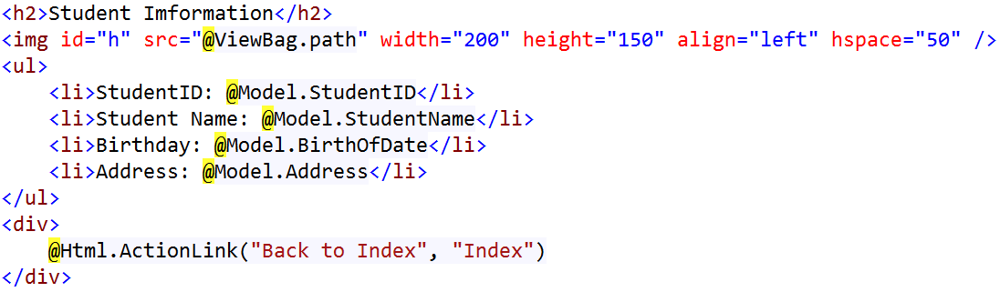 <h2>Student Imformation</h2>
<img id="h" src="@ViewBag.path" width="200" height="150" align="left" hspace="50" />
<ul>
    <li>StudentID: @Model.StudentID</li>
    <li>Student Name: @Model.StudentName</li>
    <li>Birthday: @Model.BirthOfDate</li>
    <li>Address: @Model.Address</li>
</ul>
<div>
    @Html.ActionLink("Back to Index", "Index")
</div>